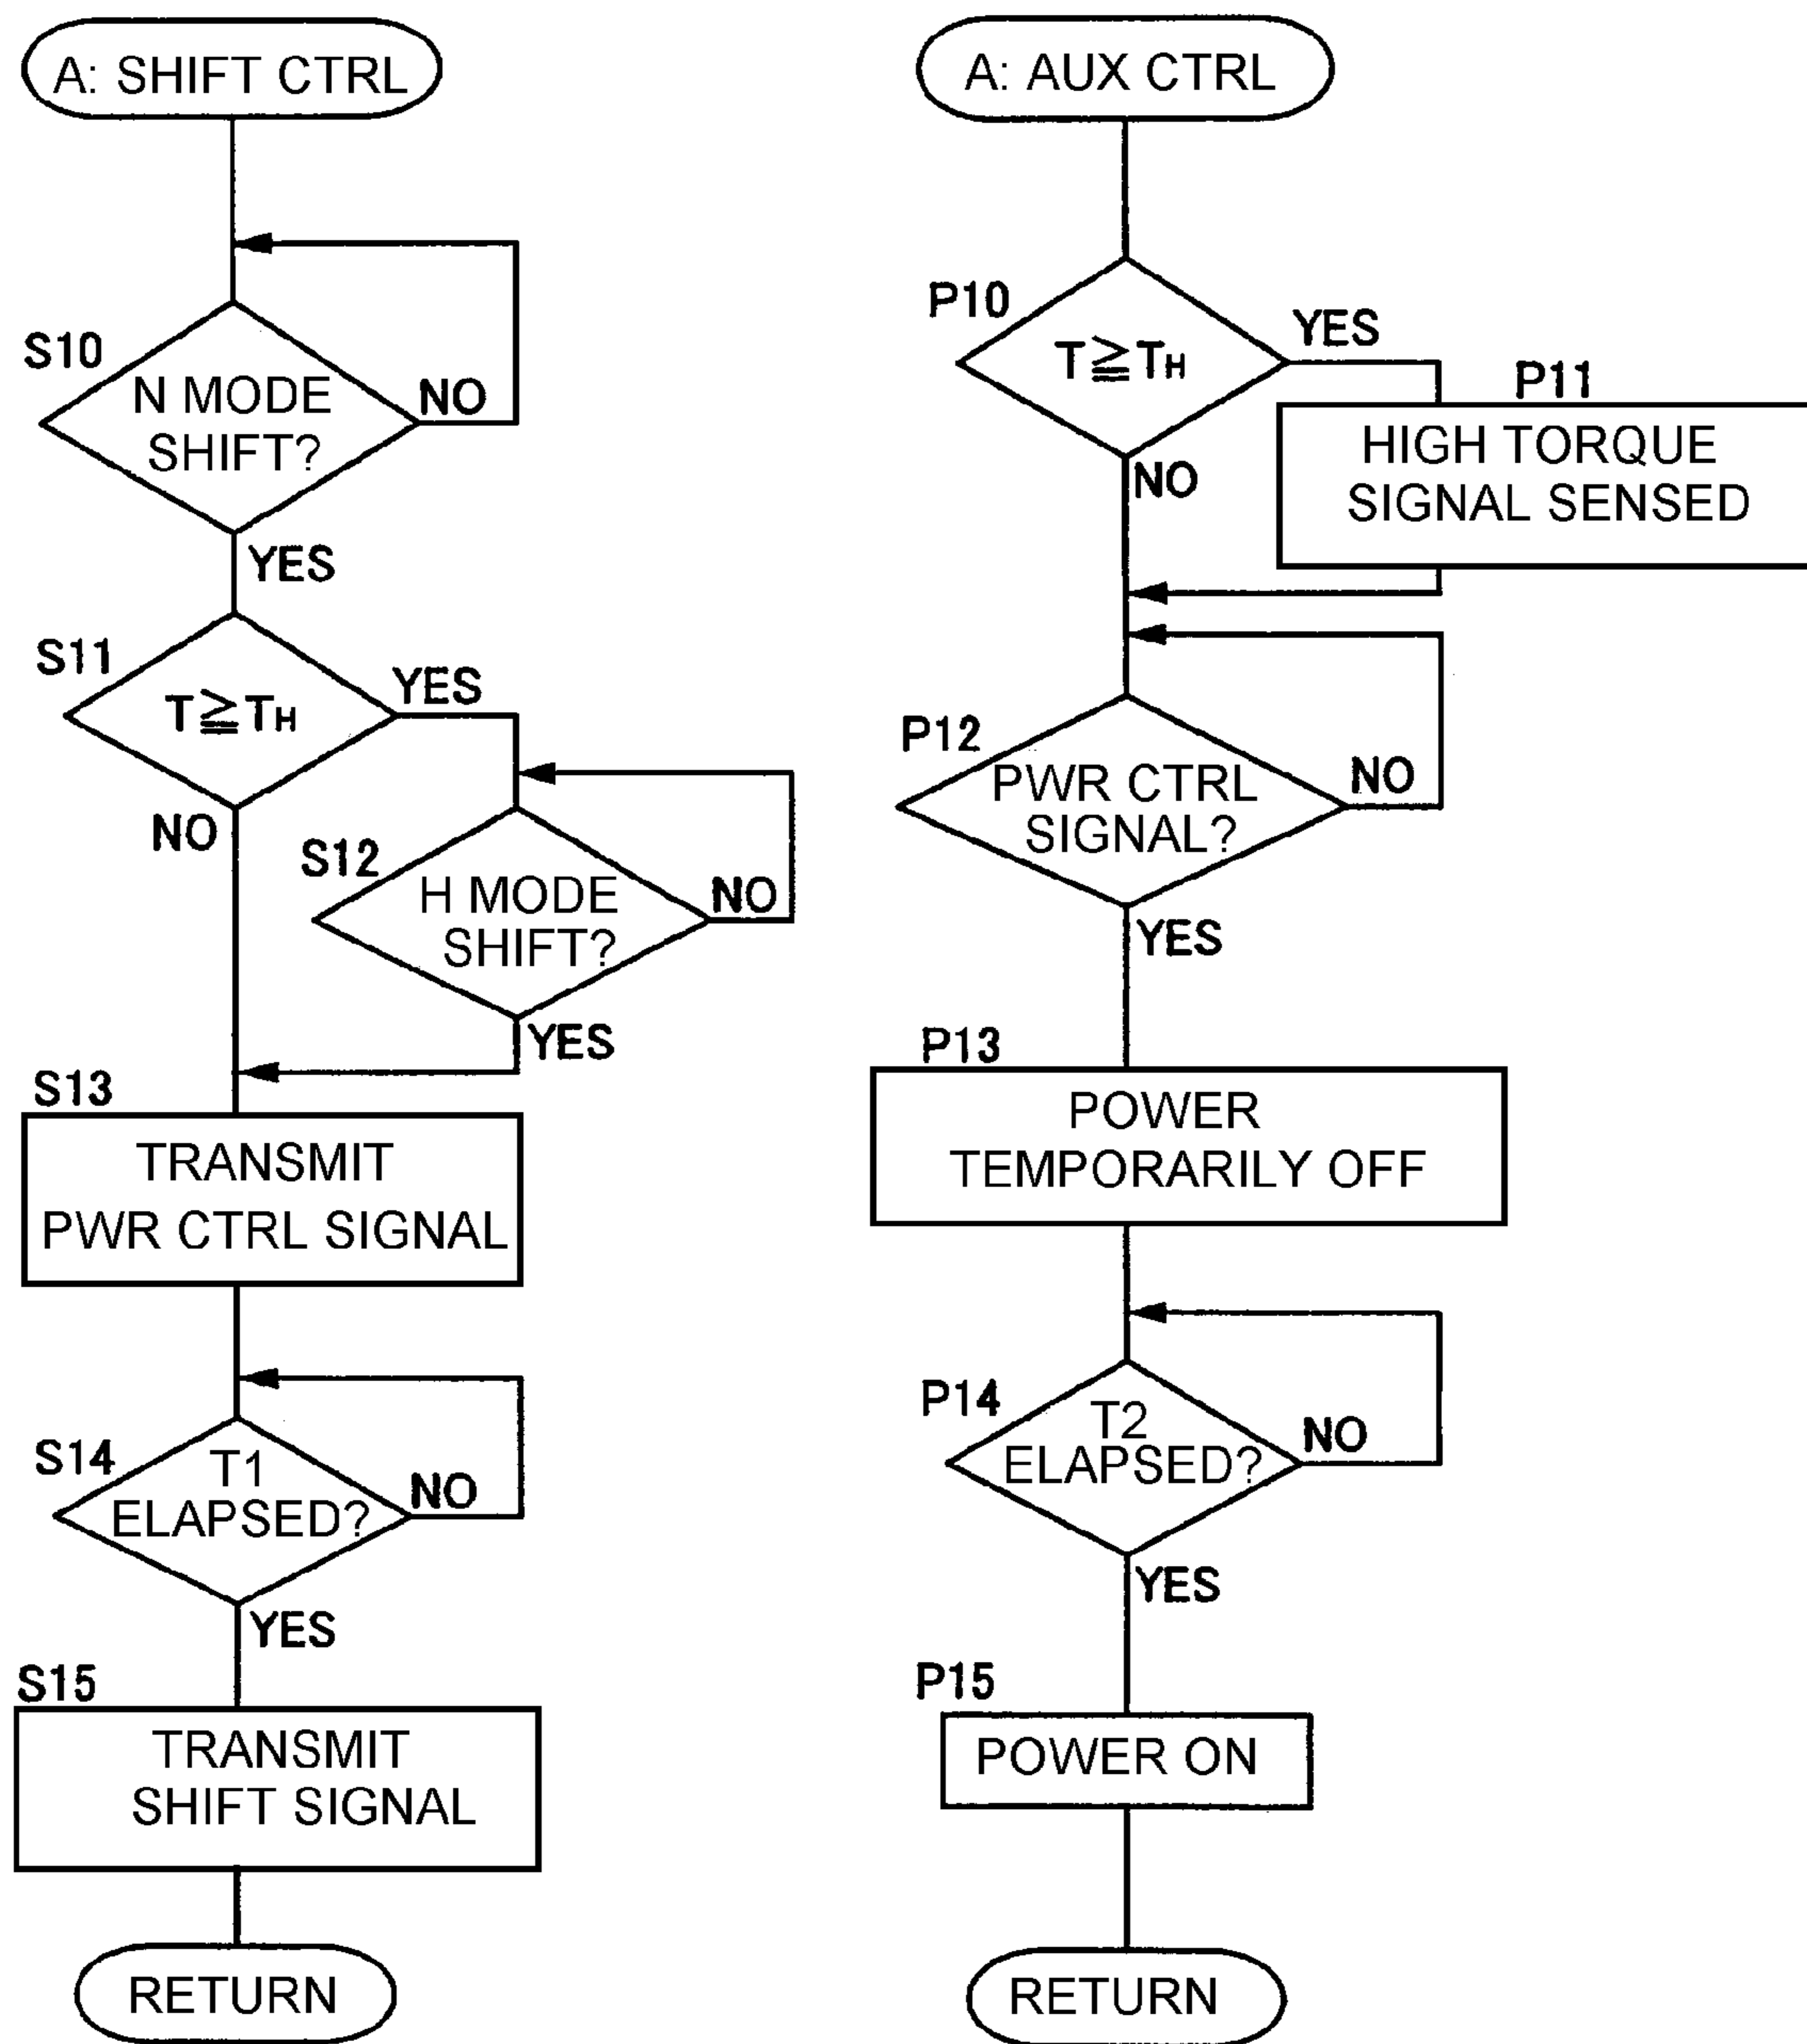 A: SHIFT CTRL
S10
N MODE
SHIFT?
NO
YES
S11
T≧TH
YES
NO
S12
H MODE
SHIFT?
NO
YES
S13
TRANSMIT
PWR CTRL SIGNAL
S14
T1
ELAPSED?
NO
YES
S15
TRANSMIT
SHIFT SIGNAL
RETURN
A: AUX CTRL
P10
T≧TH
YES
NO
P11
HIGH TORQUE
SIGNAL SENSED
P12
PWR CTRL
SIGNAL?
NO
YES
P13
POWER
TEMPORARILY OFF
P14
T2
ELAPSED?
NO
YES
P15
POWER ON
RETURN